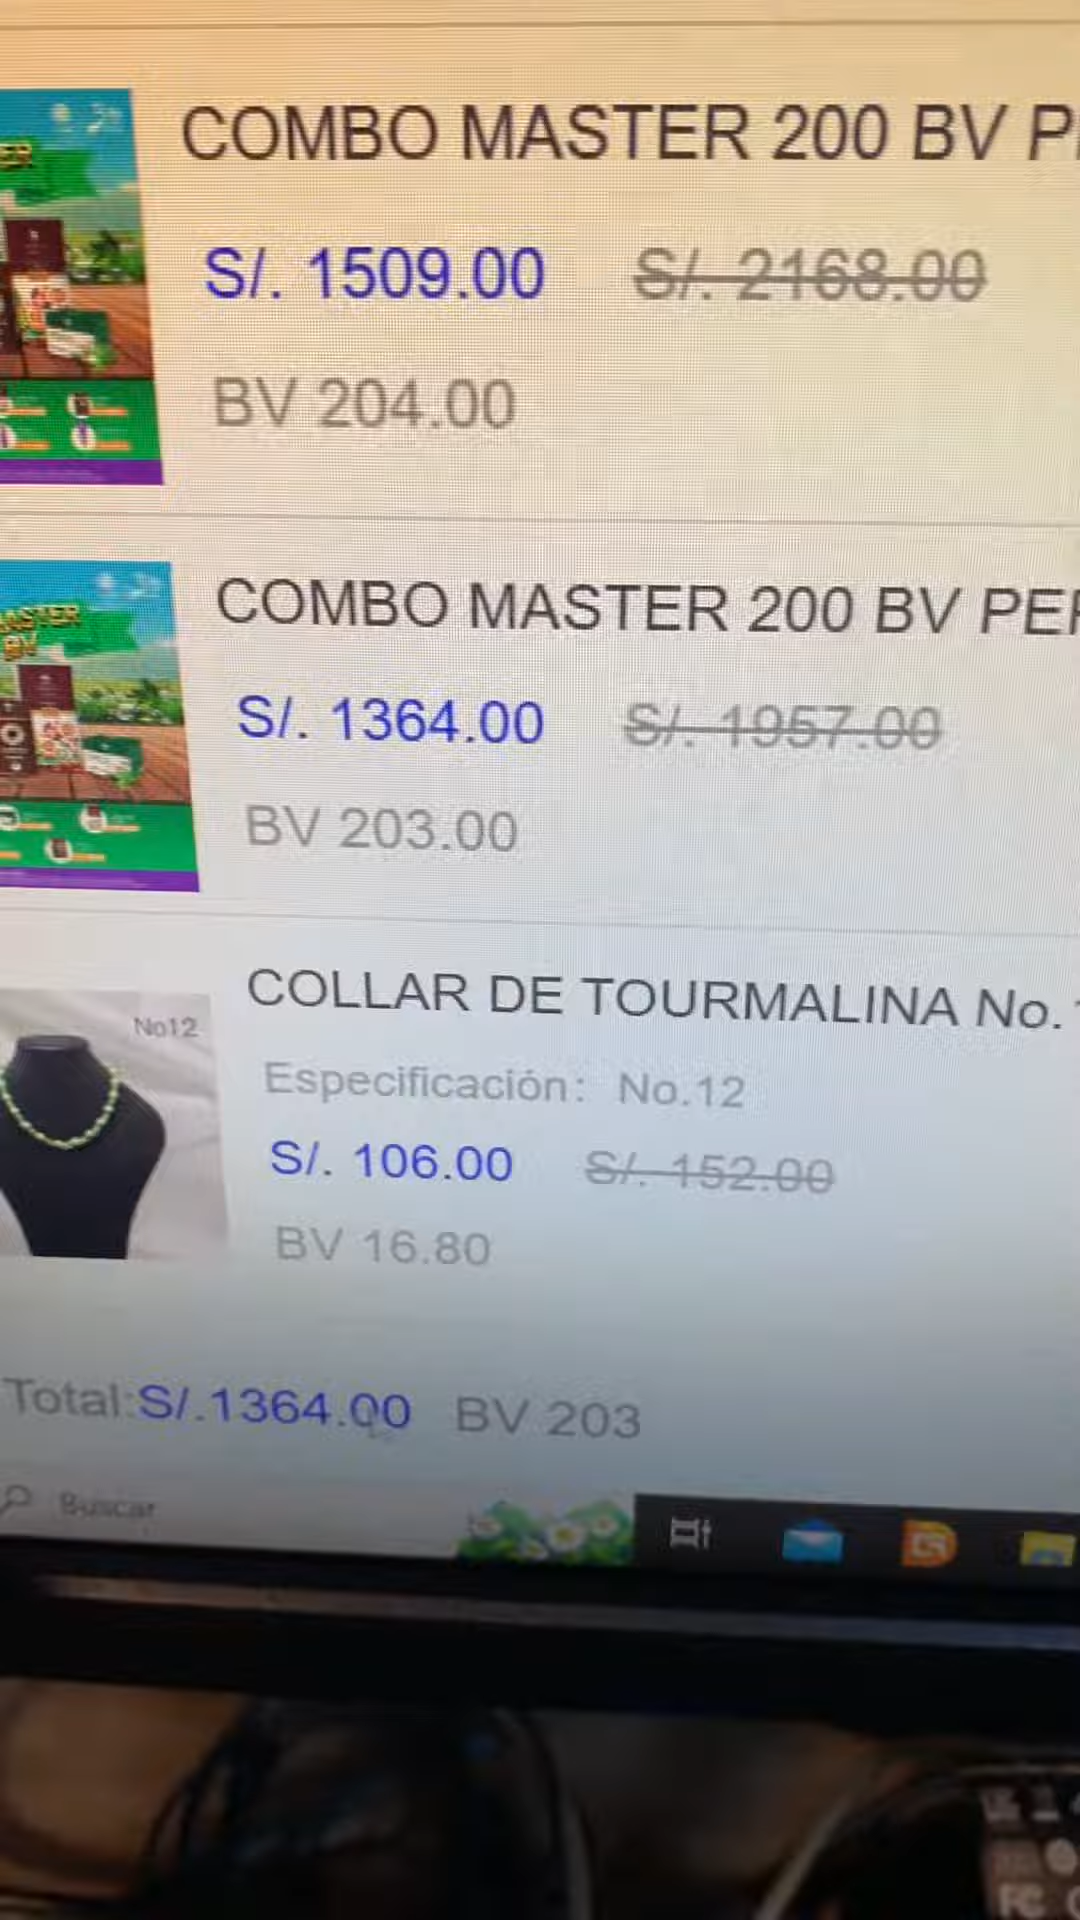 COMBO MASTER 200 BV
S/. 1509.00 S/. 2168.00
BV 204.00
COMBO MASTER 200 BV PER
S/. 1364.00 S/. 1957.00
BV 203.00
No12
COLLAR DE TOURMALINA No.
Especificación: No.12
S/. 106.00 S/. 152.00
BV 16.80
Total:S/.1364.00 BV 203
Buscar